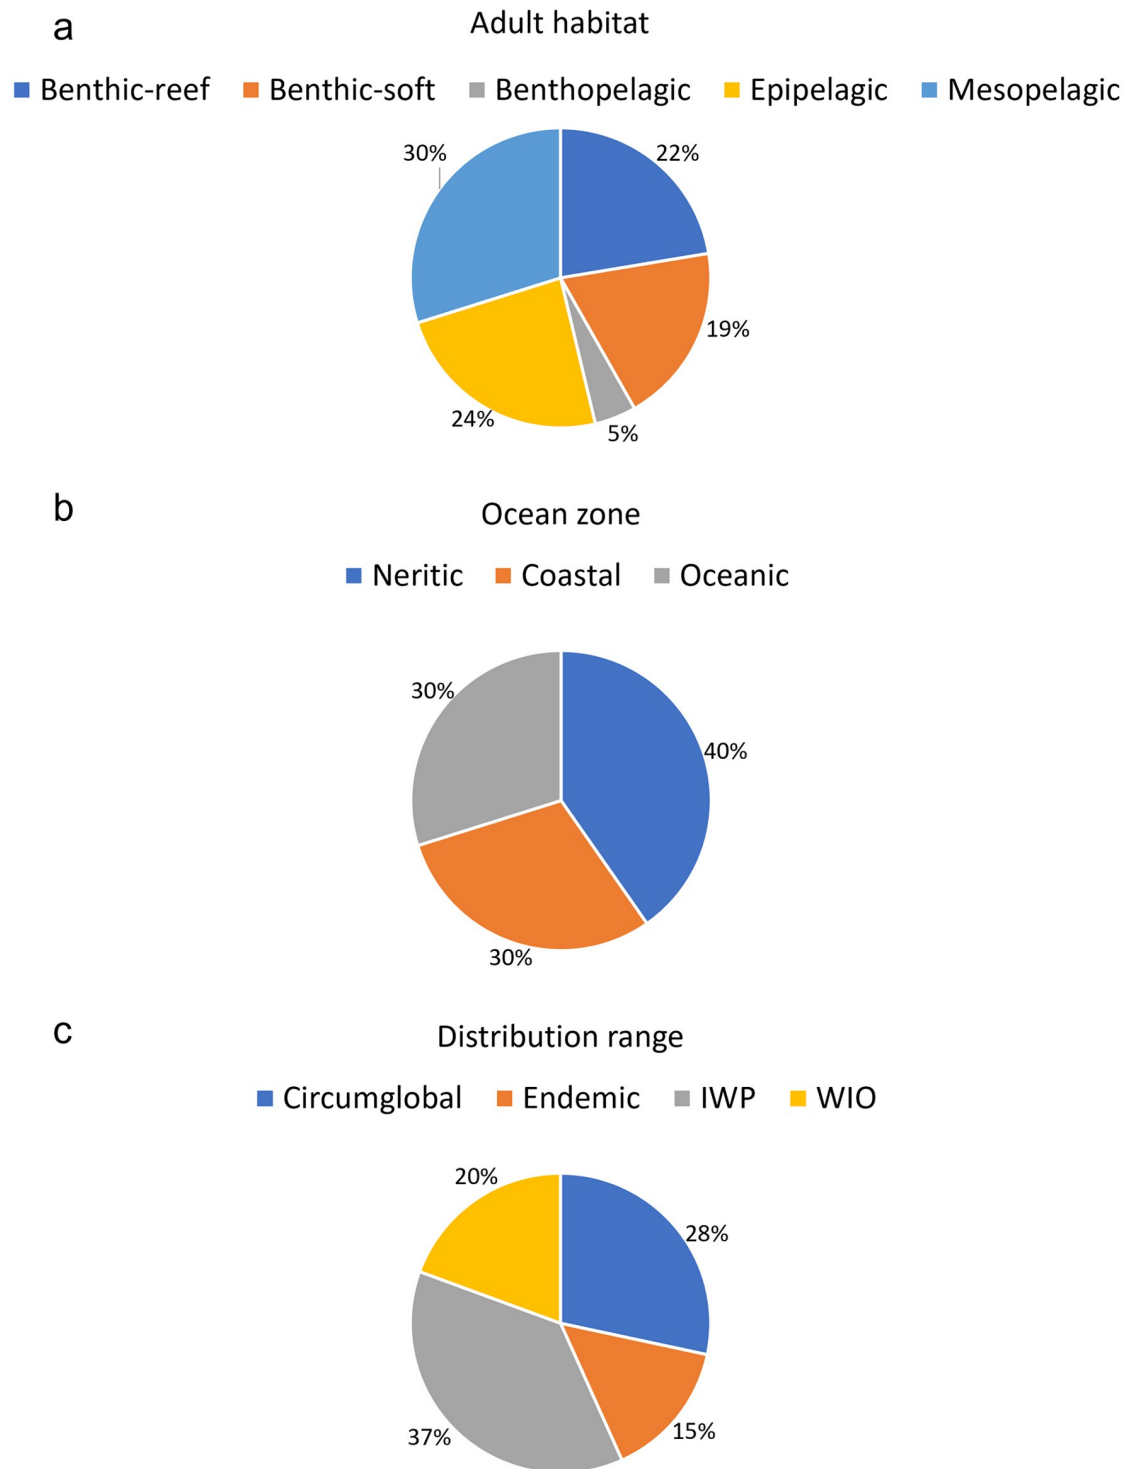 a
Adult habitat
Benthic-reef Benthic-soft Benthopelagic Epipelagic Mesopelagic
30%
22%
19%
24%
5%
b
Ocean zone
Neritic Coastal Oceanic
30%
40%
30%
c
Distribution range
Circumglobal Endemic IWP WIO
20%
28%
37%
15%